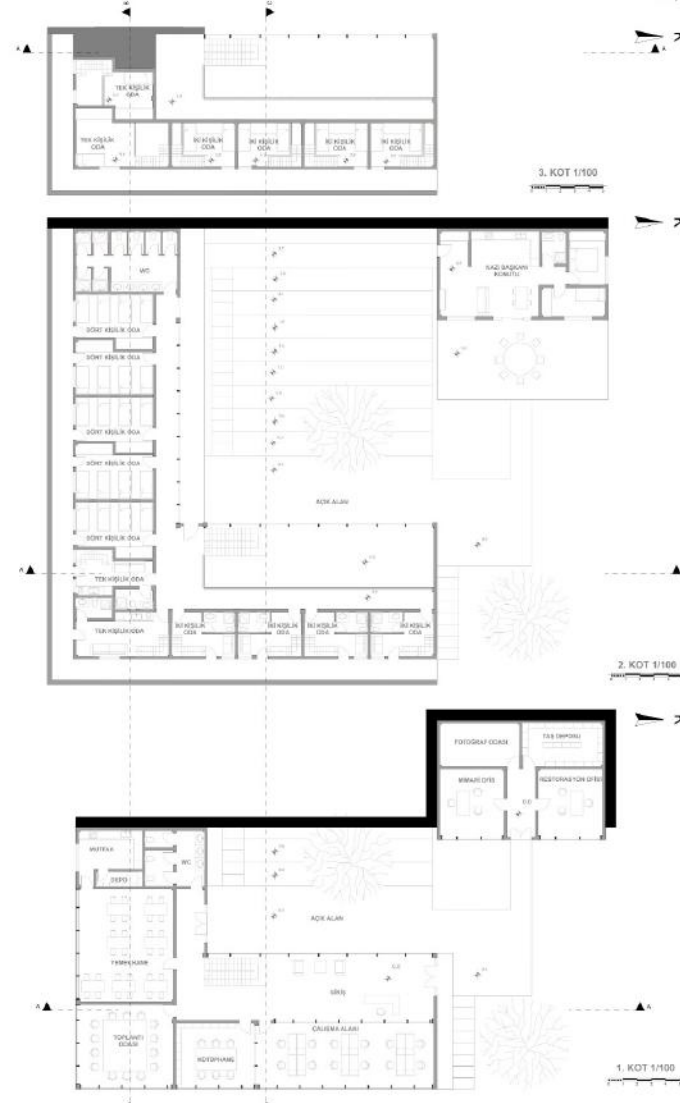 A
A
TEK KİŞİLİK
ODA
TEK KİŞİLİK
ODA
İKİ KİŞİLİK
ODA
İKİ KİŞİLİK
ODA
İKİ KİŞİLİK
ODA
İKİ KİŞİLİK
ODA
3. KOT 1/100
WC
KAZI BAŞKANI
KONUTU
DÖRT KİŞİLİK ODA
DÖRT KİŞİLİK ODA
DÖRT KİŞİLİK ODA
DÖRT KİŞİLİK ODA
DÖRT KİŞİLİK ODA
AÇIK ALAN
A
A
TEK KİŞİLİK ODA
TEK KİŞİLİK ODA
İKİ KİŞİLİK
ODA
İKİ KİŞİLİK
ODA
İKİ KİŞİLİK
ODA
İKİ KİŞİLİK
ODA
2. KOT 1/100
FOTOĞRAF ODASI
TAŞ DEPOSU
MİMARİ OFİS
RESTORASYON OFİSİ
MUTFAK
WC
DEPO
AÇIK ALAN
YEMEKHANE
GİRİŞ
A
A
TOPLANTI
ODASI
KÜTÜPHANE
ÇALIŞMA ALANI
1. KOT 1/100